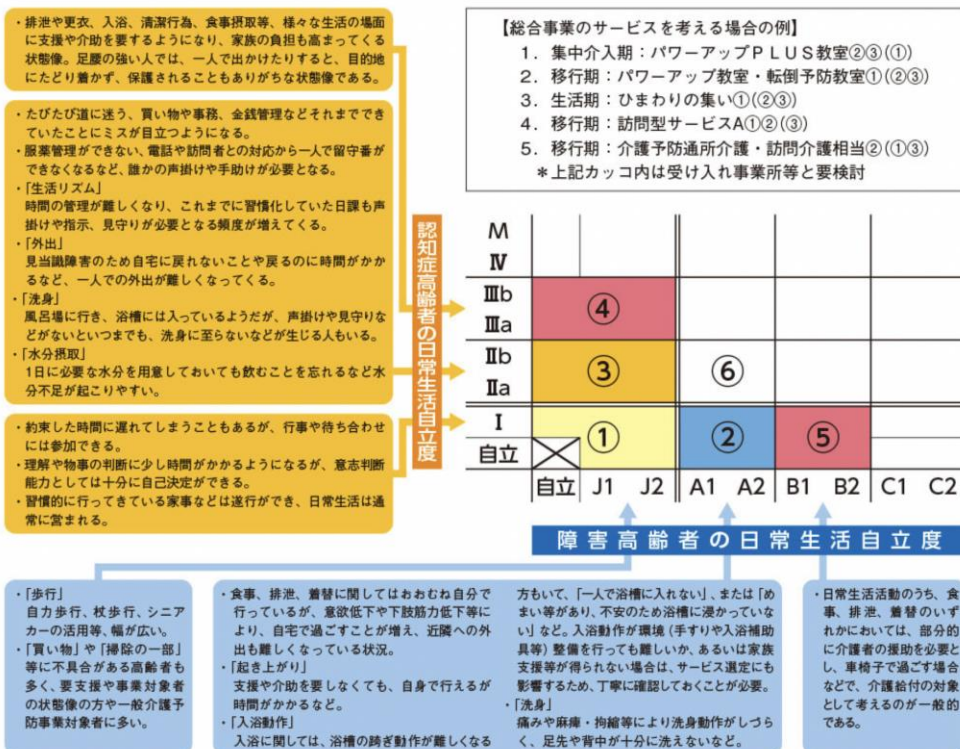 ・排泄や更衣、入浴、清潔行為、食事摂取等、様々な生活の場面
に支援や介助を要するようになり、家族の負担も高まってくる
状態像。足腰の強い人では、一人で出かけたりすると、目的地
にたどり着かず、保護されることもありがちな状態像である。
・たびたび道に迷う、買い物や事務、金銭管理などそれまででき
ていたことにミスが目立つようになる。
・服薬管理ができない、電話や訪問者との対応から一人で留守番が
できなくなるなど、誰かの声掛けや手助けが必要となる。
・「生活リズム」
時間の管理が難しくなり、これまでに習慣化していた日課も声
掛けや指示、見守りが必要となる頻度が増えてくる。
・「外出」
見当識障害のため自宅に戻れないことや戻るのに時間がかか
るなど、一人での外出が難しくなってくる。
・「洗身」
風呂場に行き、浴槽には入っているようだが、声掛けや見守りな
どがないといつまでも、洗身に至らないなどが生じる人もいる。
・「水分摂取」
1日に必要な水分を用意しておいても飲むことを忘れるなど水
分不足が起こりやすい。
・約束した時間に遅れてしまうこともあるが、行事や待ち合わせ
には参加できる。
・理解や物事の判断に少し時間がかかるようになるが、意志判断
能力としては十分に自己決定ができる。
・習慣的に行ってきている家事などは遂行ができ、日常生活は通
常に営まれる。
【総合事業のサービスを考える場合の例】
1．集中介入期：パワーアップPLUS教室②③(①)
2．移行期：パワーアップ教室・転倒予防教室①(②③)
3．生活期：ひまわりの集い①(②③)
4．移行期：訪問型サービスA①②(③)
5．移行期：介護予防通所介護・訪問介護相当②(①③)
＊上記カッコ内は受け入れ事業所等と要検討
認知症高齢者の日常生活自立度
M
Ⅳ
Ⅲb
Ⅲa
④
Ⅱb
Ⅱa
③ ⑥
Ⅰ
自立
① ② ⑤
自立 J1 J2 A1 A2 B1 B2 C1 C2
障害高齢者の日常生活自立度
・「歩行」
自力歩行、杖歩行、シニア
カーの活用等、幅が広い。
・「買い物」や「掃除の一部」
等に不具合がある高齢者も
多く、要支援や事業対象者
の状態像の方や一般介護予
防事業対象者に多い。
・食事、排泄、着替に関してはおおむね自分で
行っているが、意欲低下や下肢筋力低下等に
より、自宅で過ごすことが増え、近隣への外
出も難しくなっている状況。
・「起き上がり」
支援や介助を要しなくても、自身で行えるが
時間がかかるなど。
・「入浴動作」
入浴に関しては、浴槽の跨ぎ動作が難しくなる
方もいて、「一人で浴槽に入れない」、または「め
まい等があり、不安のため浴槽に浸かっていな
い」など。入浴動作が環境（手すりや入浴補助
具等）整備を行っても難しいか、あるいは家族
支援等が得られない場合は、サービス選定にも
影響するため、丁寧に確認しておくことが必要。
・「洗身」
痛みや麻痺・拘縮等により洗身動作がしづら
く、足先や背中が十分に洗えないなど。
・日常生活活動のうち、食
事、排泄、着替のいず
れかにおいては、部分的
に介護者の援助を必要と
し、車椅子で過ごす場合
などで、介護給付の対象
として考えるのが一般的
である。